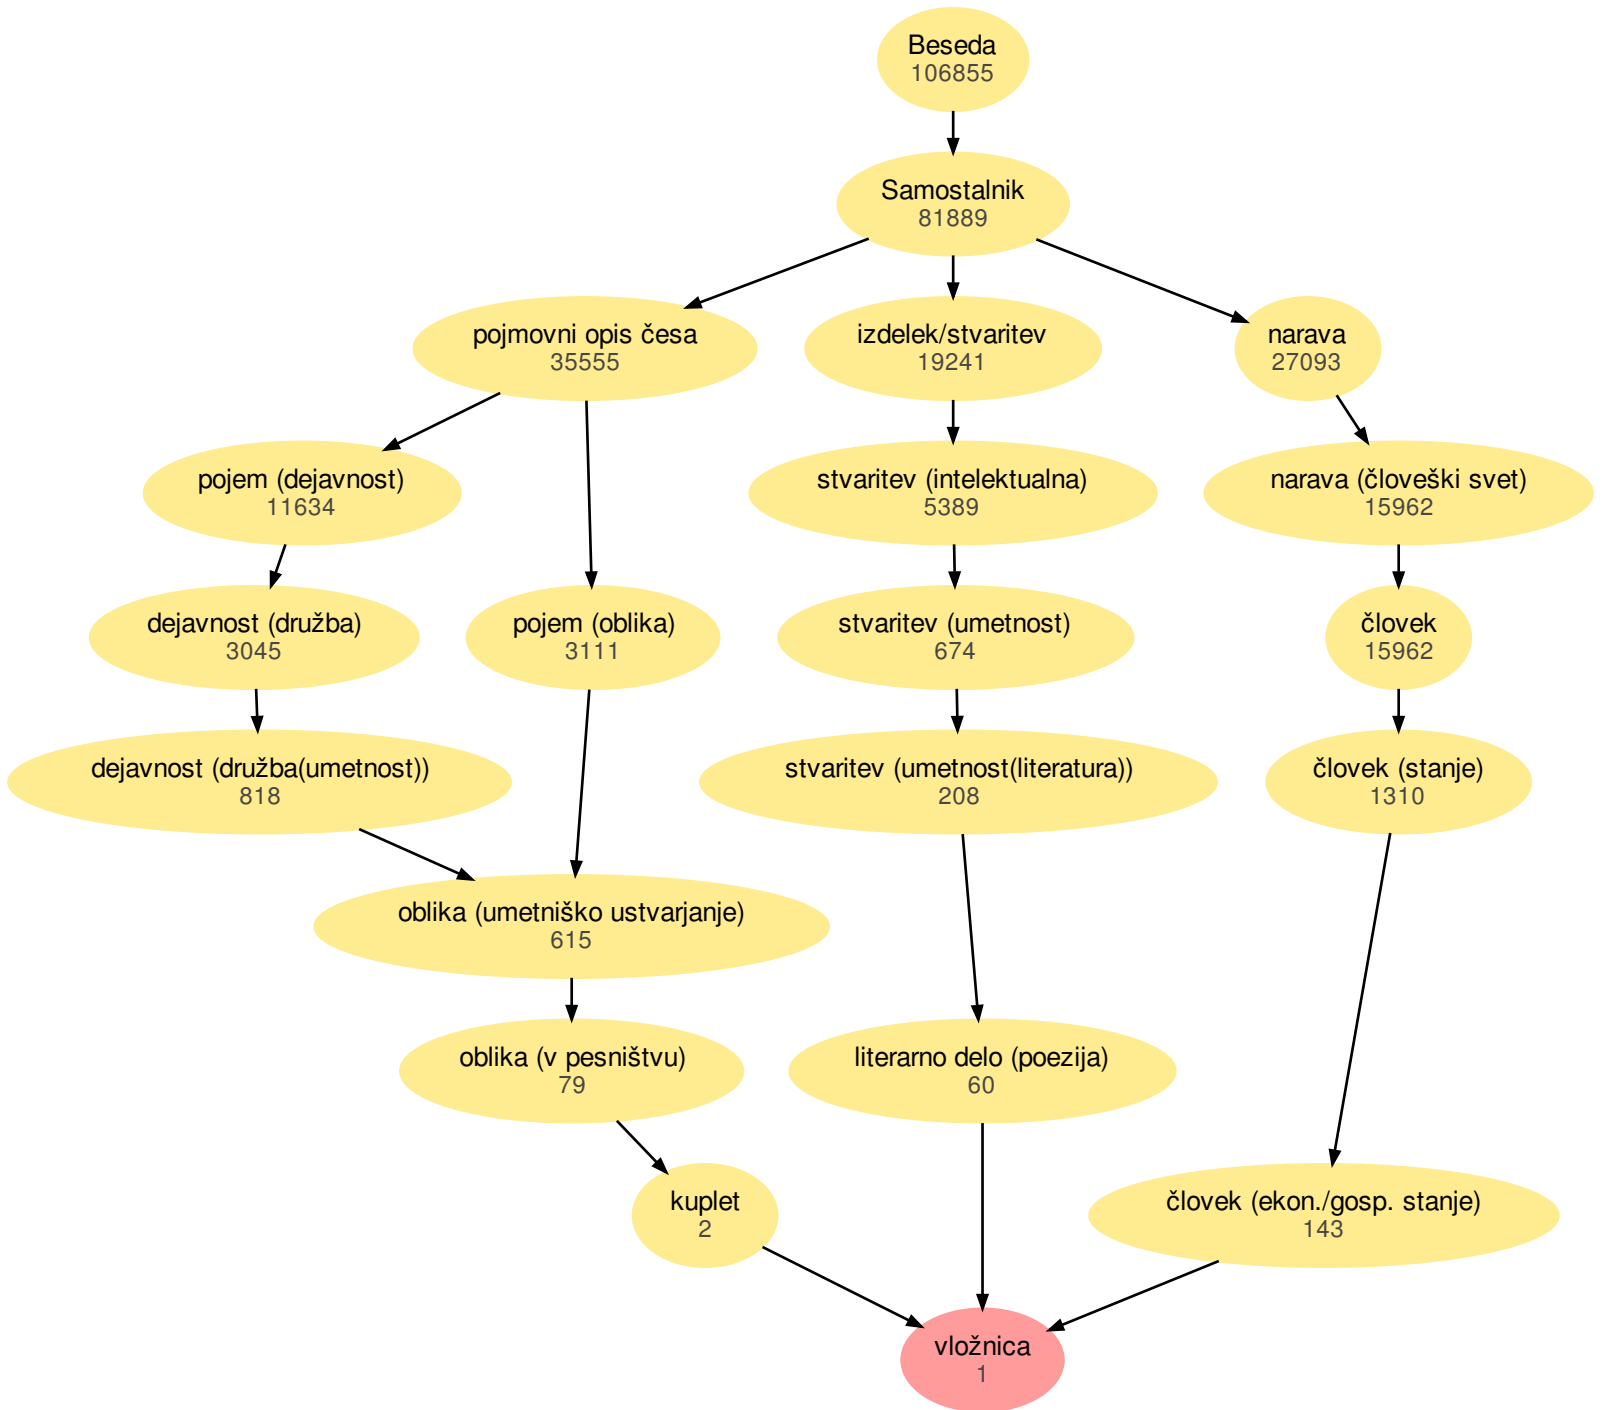 Beseda
106855
Samostalnik
81889
pojmovni opis česa
35555
izdelek/stvaritev
19241
narava
27093
pojem (dejavnost)
11634
stvaritev (intelektualna)
5389
narava (človeški svet)
15962
dejavnost (družba)
3045
pojem (oblika)
3111
stvaritev (umetnost)
674
človek
15962
dejavnost (družba(umetnost))
818
stvaritev (umetnost(literatura))
208
človek (stanje)
1310
oblika (umetniško ustvarjanje)
615
oblika (v pesništvu)
79
literarno delo (poezija)
60
kuplet
2
človek (ekon./gosp. stanje)
143
vložnica
1